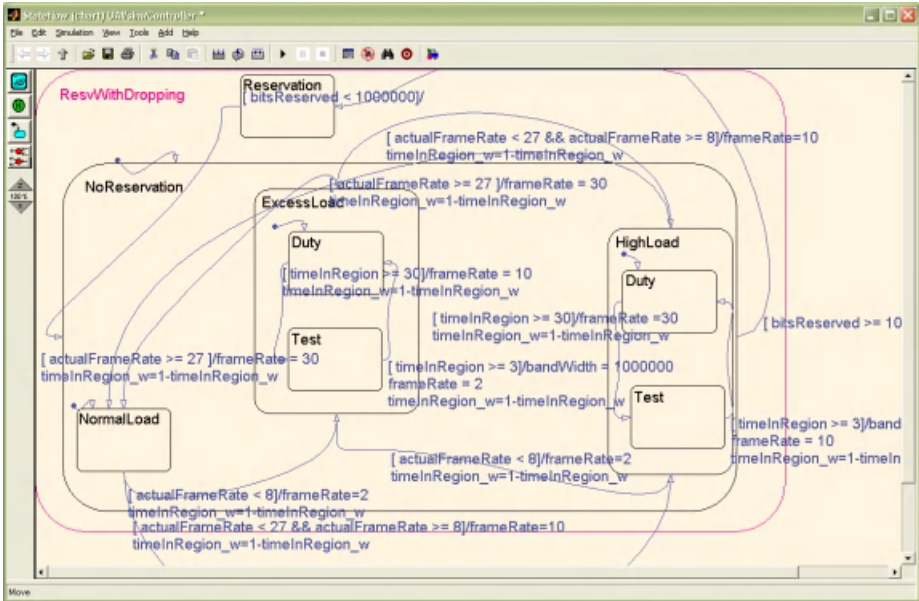 Stateflow (chart) UAVsim/Controller *
File Edit Simulation View Tools Add Help
100%
Reservation
[ bitsReserved < 1000000]/
ResvWithDropping
[ actualFrameRate < 27 && actualFrameRate >= 8]/frameRate=10
timeInRegion_w=1-timeInRegion_w
NoReservation
[actualFrameRate >= 27 ]/frameRate = 30
timeInRegion_w=1-timeInRegion_w
ExcessLoad
Duty
HighLoad
[timeInRegion >= 30]/frameRate = 10
timeInRegion_w=1-timeInRegion_w
Duty
[ timeInRegion >= 30]/frameRate =30
timeInRegion_w=1-timeInRegion_w
[ bitsReserved >= 10
Test
[ actualFrameRate >= 27 ]/frameRate = 30
timeInRegion_w=1-timeInRegion_w
[ timeInRegion >= 3]/bandWidth = 1000000
frameRate = 2
timeInRegion_w=1-timeInRegion_w
Test
NormalLoad
[timeInRegion >= 3]/band
frameRate = 10
timeInRegion_w=1-timeIn
[ actualFrameRate < 8]/frameRate=2
timeInRegion_w=1-timeInRegion_w
[ actualFrameRate < 8]/frameRate=2
timeInRegion_w=1-timeInRegion_w
[ actualFrameRate < 27 && actualFrameRate >= 8]/frameRate=10
timeInRegion_w=1-timeInRegion_w
Move